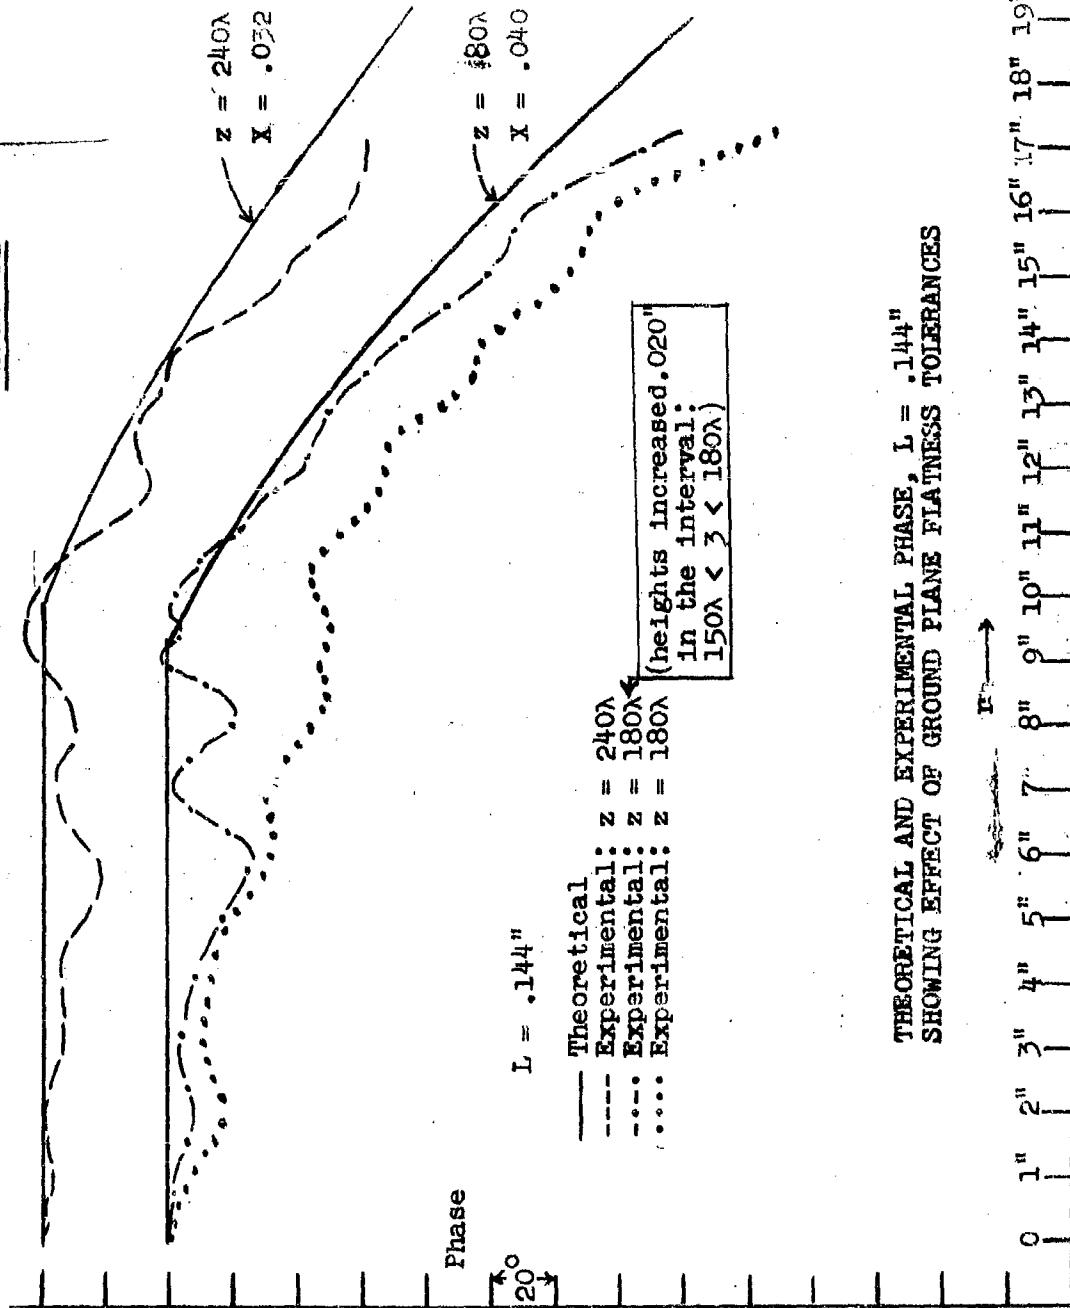 z = 240λ
X = .032
z = 180λ
X = .040
Phase
20°
L = .144"
Theoretical
Experimental: z = 240λ
Experimental: z = 180λ
Experimental: z = 180λ
(heights increased .020"
in the interval:
150λ < 3 < 180λ)
THEORETICAL AND EXPERIMENTAL PHASE, L = .144"
SHOWING EFFECT OF GROUND PLANE FLATNESS TOLERANCES
r
0 1" 2" 3" 4" 5" 6" 7" 8" 9" 10" 11" 12" 13" 14" 15" 16" 17" 18" 19"